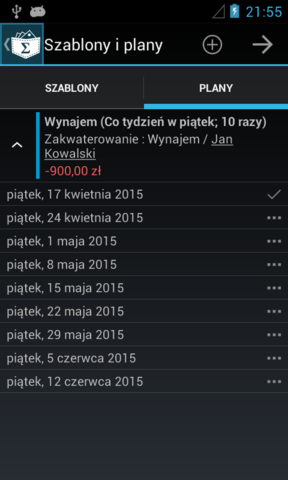 21:55
Szablony i plany
SZABLONY
PLANY
Wynajem (Co tydzień w piątek; 10 razy)
Zakwaterowanie : Wynajem / Jan
Kowalski
-900,00 zł
piątek, 17 kwietnia 2015
piątek, 24 kwietnia 2015
piątek, 1 maja 2015
piątek, 8 maja 2015
piątek, 15 maja 2015
piątek, 22 maja 2015
piątek, 29 maja 2015
piątek, 5 czerwca 2015
piątek, 12 czerwca 2015